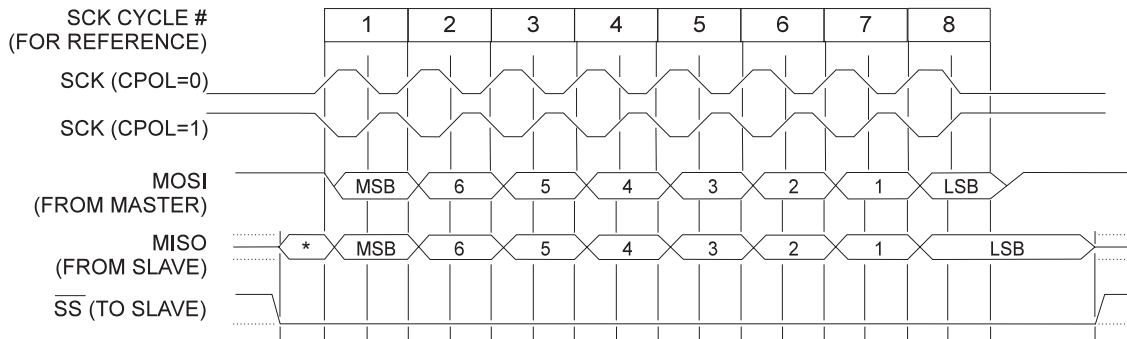 SCK CYCLE #
(FOR REFERENCE)
1 2 3 4 5 6 7 8
SCK (CPOL=0)
SCK (CPOL=1)
MOSI
(FROM MASTER)
MSB 6 5 4 3 2 1 LSB
MISO
(FROM SLAVE)
* MSB 6 5 4 3 2 1 LSB
SS (TO SLAVE)